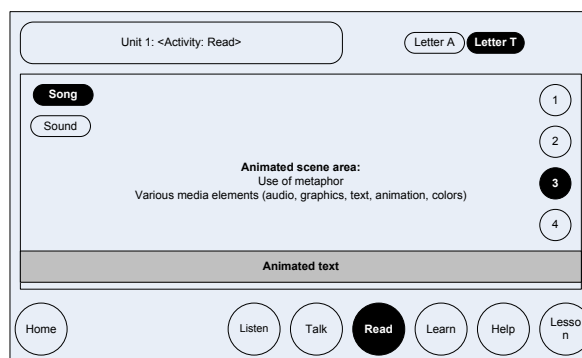 Unit 1: <Activity: Read>
Letter A
Letter T
Song
Sound
1
2
3
4
Animated scene area:
Use of metaphor
Various media elements (audio, graphics, text, animation, colors)
Animated text
Home
Listen
Talk
Read
Learn
Help
Lesso
n